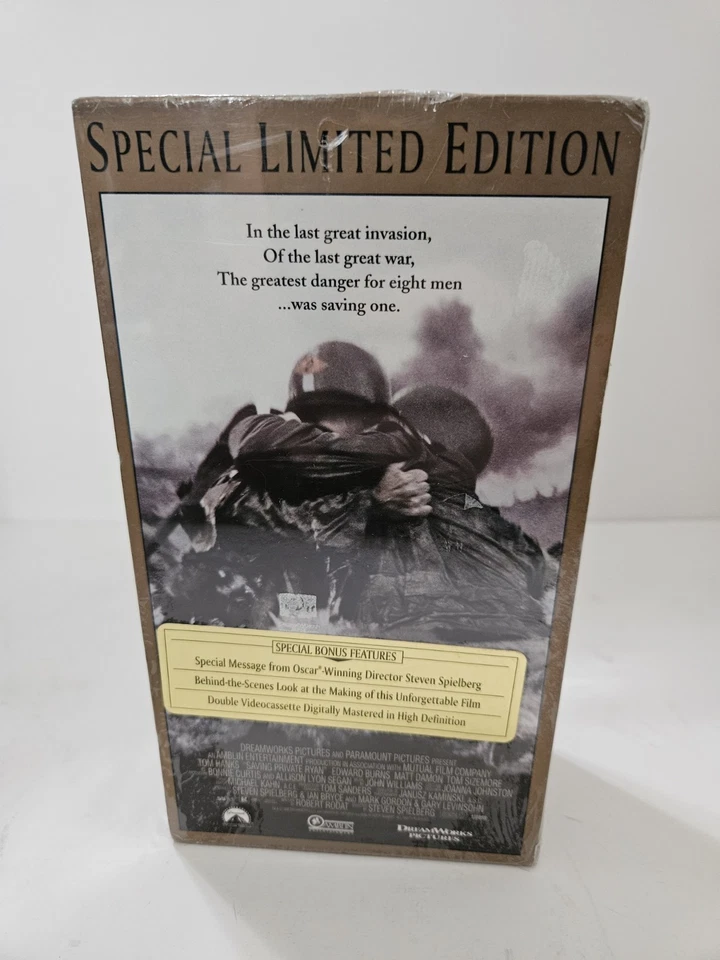 SPECIAL LIMITED EDITION
In the last great invasion,
Of the last great war,
The greatest danger for eight men
...was saving one.
SPECIAL BONUS FEATURES
Special Message from Oscar®-Winning Director Steven Spielberg
Behind-the-Scenes Look at the Making of this Unforgettable Film
Double Videocassette Digitally Mastered in High Definition
DREAMWORKS PICTURES AND PARAMOUNT PICTURES PRESENT
AN AMBLIN ENTERTAINMENT PRODUCTION IN ASSOCIATION WITH MUTUAL FILM COMPANY
TOM HANKS "SAVING PRIVATE RYAN" EDWARD BURNS MATT DAMON TOM SIZEMORE
BONNIE CURTIS AND ALLISON LYON SEGAN JOHN WILLIAMS JOANNA JOHNSTON
MICHAEL KAHN, A.C.E. TOM SANDERS JANUSZ KAMINSKI, A.S.C.
STEVEN SPIELBERG & IAN BRYCE AND MARK GORDON & GARY LEVINSOHN
ROBERT RODAT STEVEN SPIELBERG
AMBLIN
DREAMWORKS
PICTURES